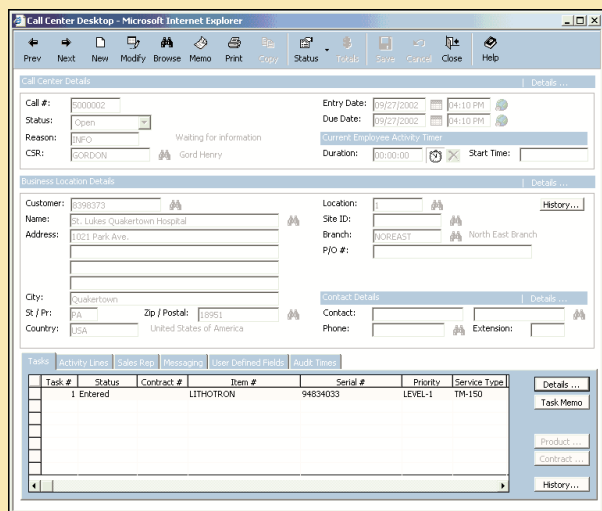 Call Center Desktop - Microsoft Internet Explorer
Prev Next New Modify Browse Memo Print Copy Status Totals Save Cancel Close Help
Call Center Details | Details ...
Call #: 5000002 Entry Date: 09/27/2002 04:10 PM
Status: Open Due Date: 09/27/2002 04:10 PM
Reason: INFO Waiting for information Current Employee Activity Timer
CSR: GORDON Gord Henry Duration: 00:00:00 Start Time:
Business Location Details | Details ...
Customer: 8398373 Location: 1 History...
Name: St. Lukes Quakertown Hospital Site ID:
Address: 1021 Park Ave. Branch: NOREAST North East Branch
P/O #:
City: Quakertown Contact Details | Details ...
St / Pr: PA Zip / Postal: 18951 Contact:
Country: USA United States of America Phone: Extension:
Tasks Activity Lines Sales Rep Messaging User Defined Fields Audit Times
Task # Status Contract # Item # Serial # Priority Service Type Details ...
1 Entered LITHOTRON 94834033 LEVEL-1 TM-150
Task Memo
Product ...
Contract ...
History...